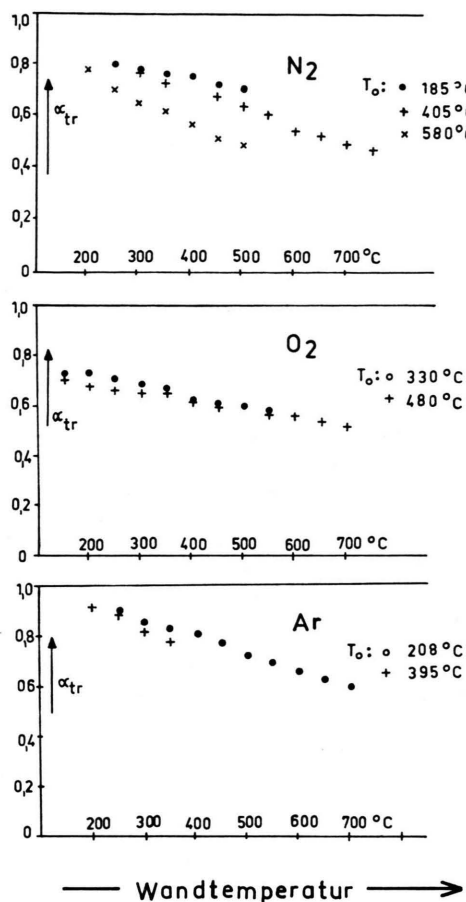 1,0
0,8
0,6
0,4
0,2
0
αtr
N2
To: • 185°
+ 405°
× 580°
200 300 400 500 600 700 °C
1,0
0,8
0,6
0,4
0,2
0
αtr
O2
To: o 330 °C
+ 480 °C
200 300 400 500 600 700 °C
1,0
0,8
0,6
0,4
0,2
0
αtr
Ar
To: o 208 °C
+ 395 °C
200 300 400 500 600 700 °C
Wandtemperatur